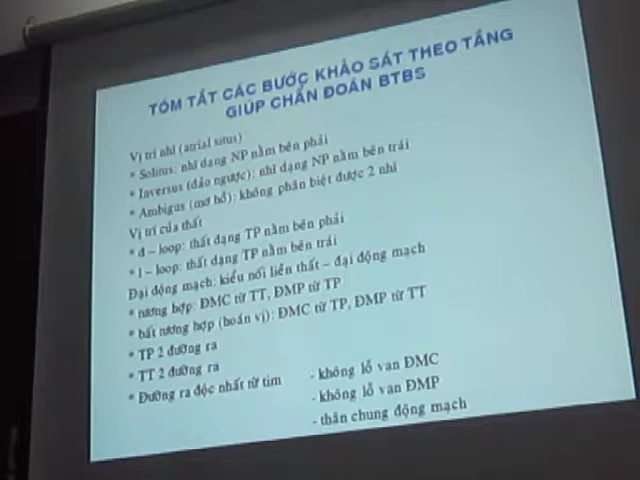 TÓM TẮT CÁC BƯỚC KHẢO SÁT THEO TẦNG
GIÚP CHẨN ĐOÁN BTBS
Vị trí nhĩ (atrial situs)
* Solitus: nhĩ dạng NP nằm bên phải
* Inversus (đảo ngược): nhĩ dạng NP nằm bên trái
* Ambigus (mơ hồ): không phân biệt được 2 nhĩ
Vị trí của thất
* d – loop: thất dạng TP nằm bên phải
* l – loop: thất dạng TP nằm bên trái
Đại động mạch: kiểu nối liền thất – đại động mạch
* tương hợp: ĐMC từ TT, ĐMP từ TP
* bất tương hợp (hoán vị): ĐMC từ TP, ĐMP từ TT
* TP 2 đường ra
* TT 2 đường ra
* Đường ra độc nhất từ tim - không lỗ van ĐMC
- không lỗ van ĐMP
- thân chung động mạch